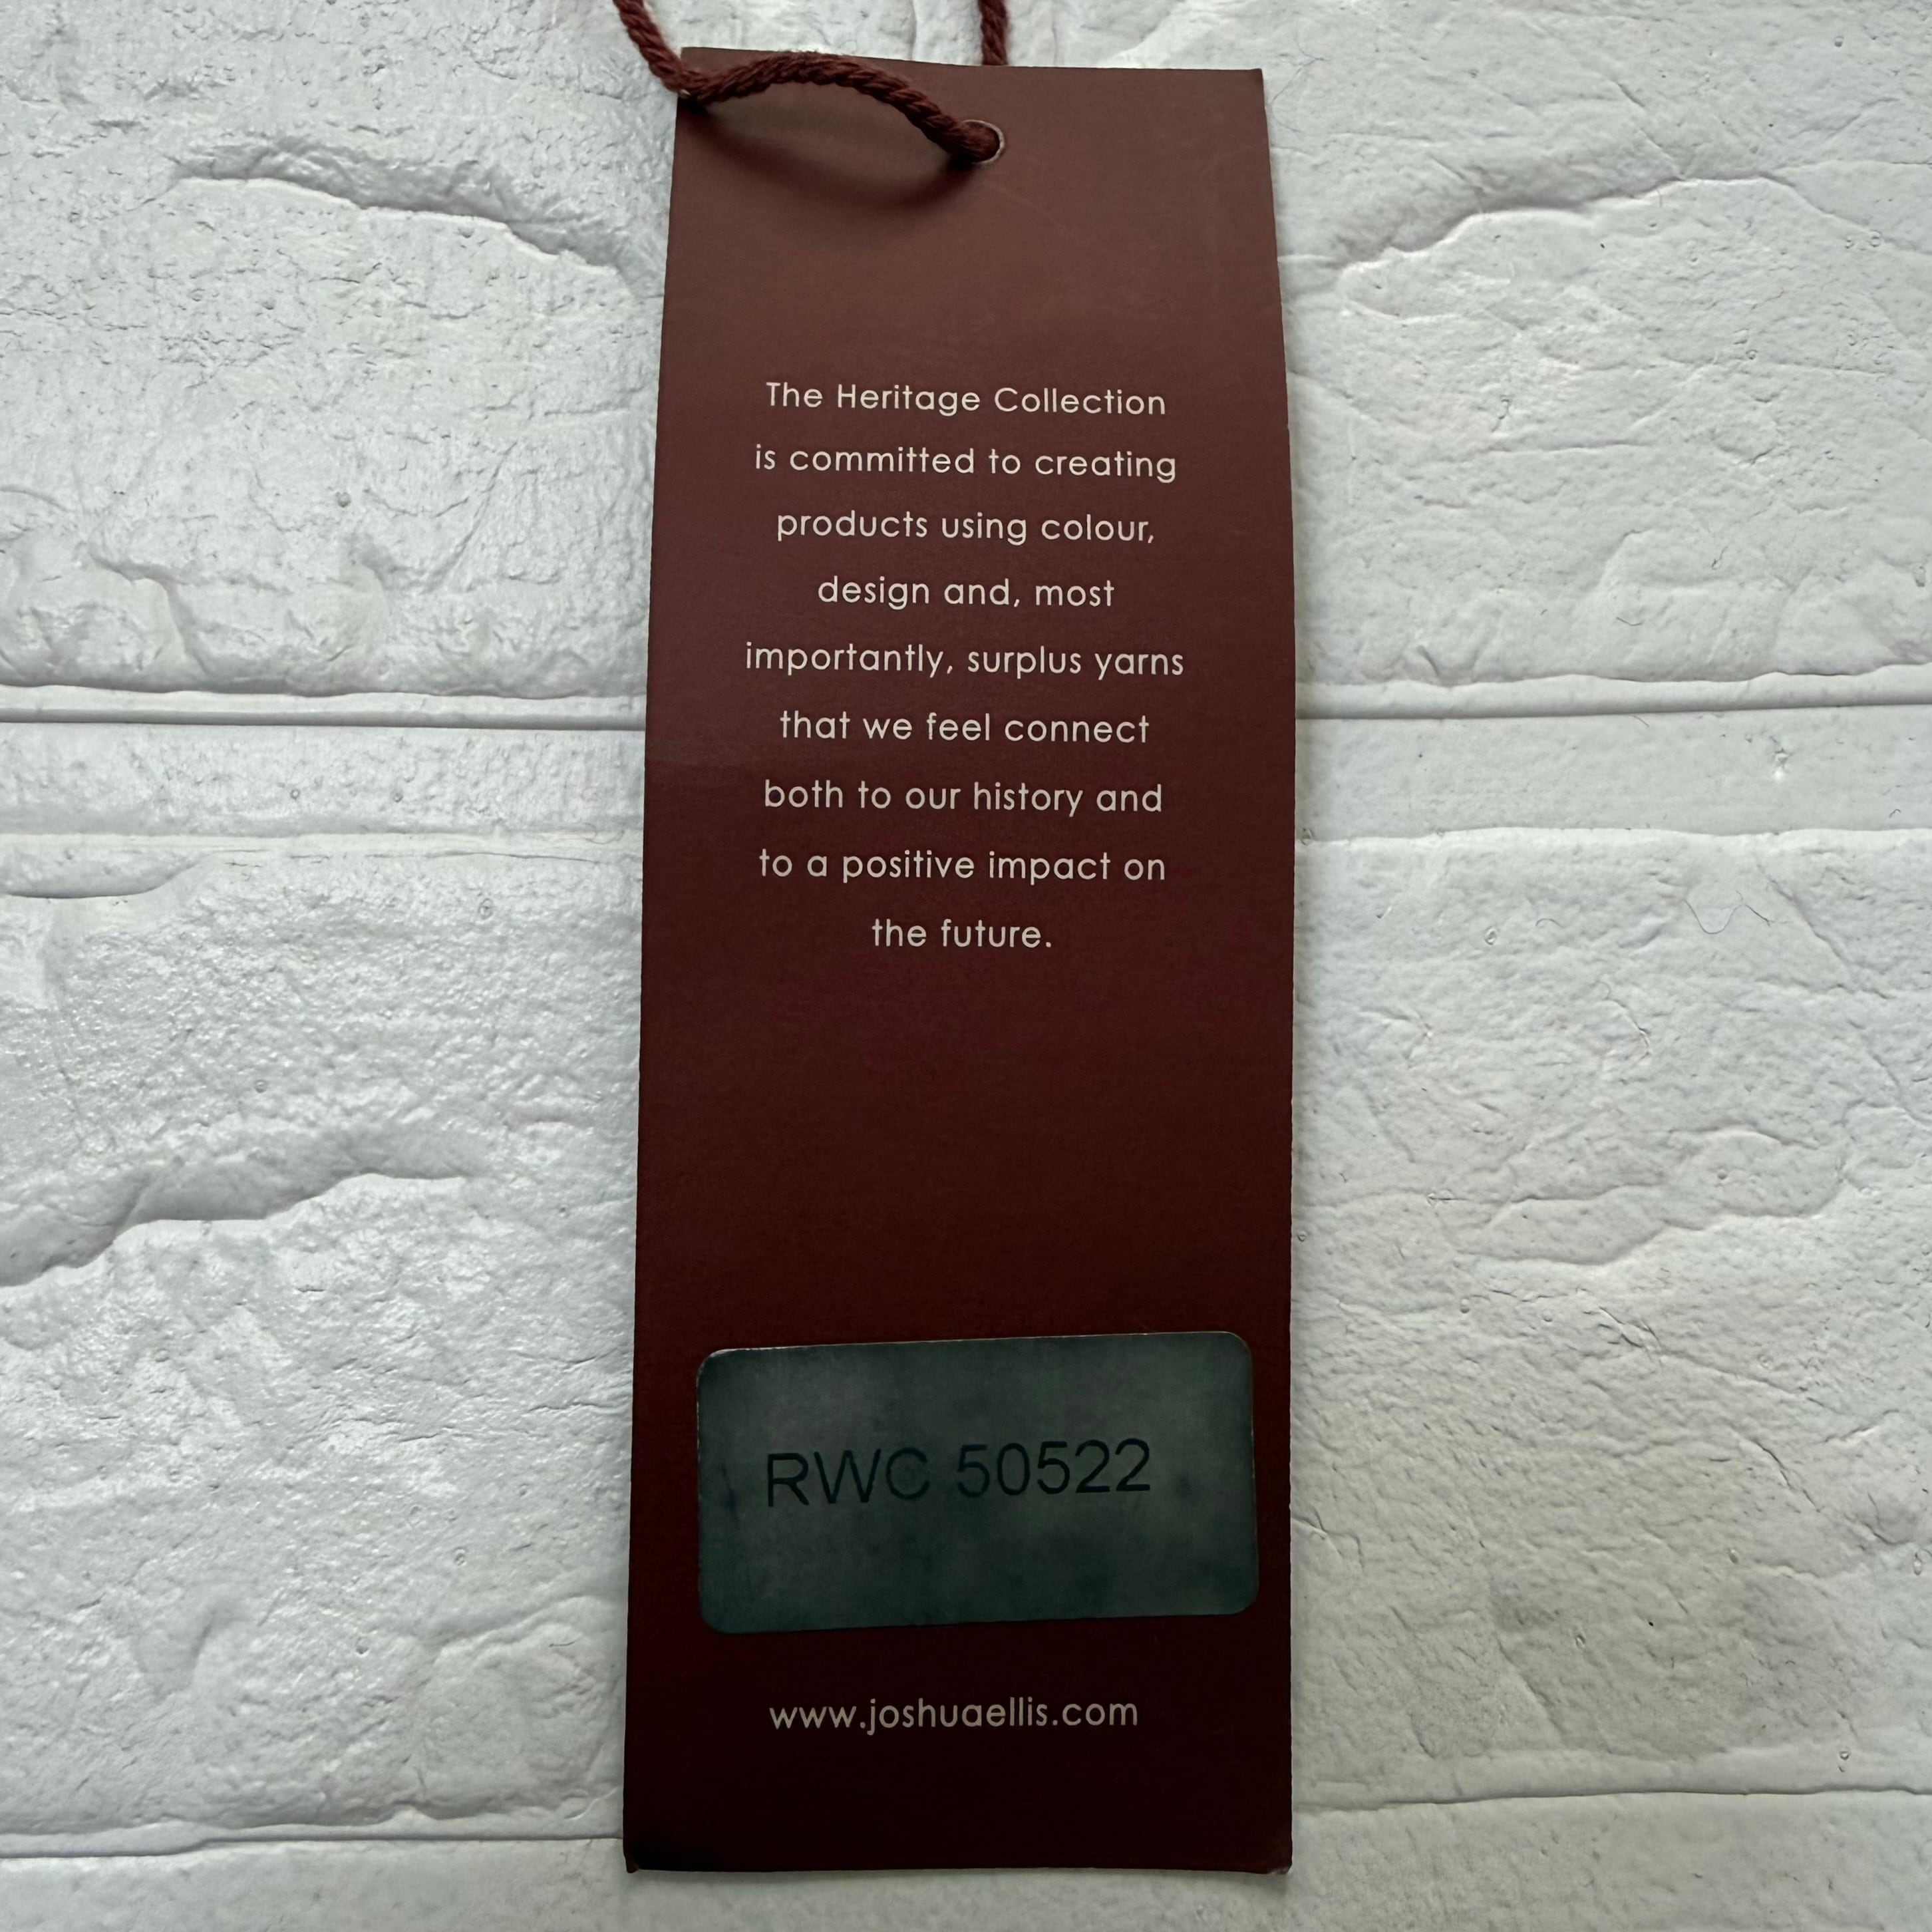 The Heritage Collection
is committed to creating
products using colour,
design and, most
importantly, surplus yarns
that we feel connect
both to our history and
to a positive impact on
the future.
RWC 50522
www.joshuaellis.com